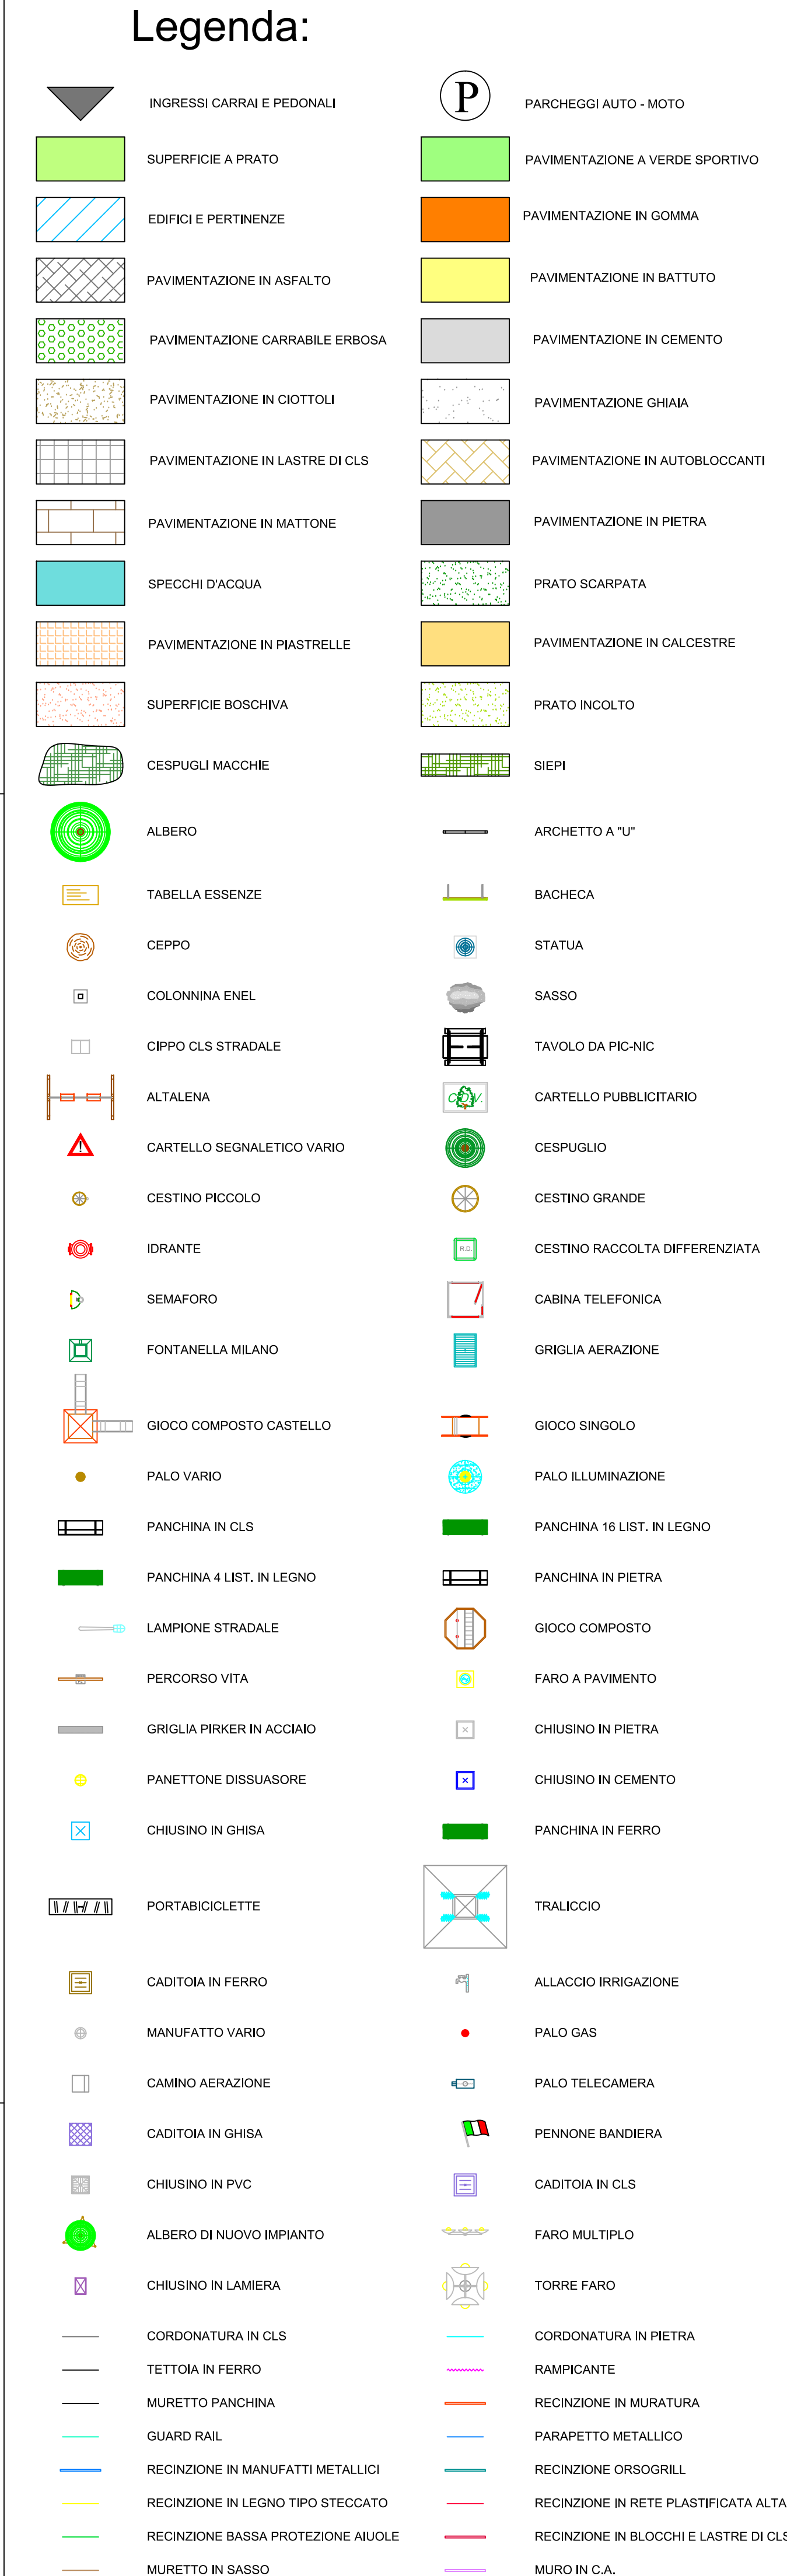 Legenda:
INGRESSI CARRAI E PEDONALI
P
PARCHEGGI AUTO - MOTO
SUPERFICIE A PRATO
PAVIMENTAZIONE A VERDE SPORTIVO
EDIFICI E PERTINENZE
PAVIMENTAZIONE IN GOMMA
PAVIMENTAZIONE IN ASFALTO
PAVIMENTAZIONE IN BATTUTO
PAVIMENTAZIONE CARRABILE ERBOSA
PAVIMENTAZIONE IN CEMENTO
PAVIMENTAZIONE IN CIOTTOLI
PAVIMENTAZIONE GHIAIA
PAVIMENTAZIONE IN LASTRE DI CLS
PAVIMENTAZIONE IN AUTOBLOCCANTI
PAVIMENTAZIONE IN MATTONE
PAVIMENTAZIONE IN PIETRA
SPECCHI D'ACQUA
PRATO SCARPATA
PAVIMENTAZIONE IN PIASTRELLE
PAVIMENTAZIONE IN CALCESTRE
SUPERFICIE BOSCHIVA
PRATO INCOLTO
CESPUGLI MACCHIE
SIEPI
ALBERO
ARCHETTO A "U"
TABELLA ESSENZE
BACHECA
CEPPO
STATUA
COLONNINA ENEL
SASSO
CIPPO CLS STRADALE
TAVOLO DA PIC-NIC
ALTALENA
C.O.V.
CARTELLO PUBBLICITARIO
!
CARTELLO SEGNALETICO VARIO
CESPUGLIO
CESTINO PICCOLO
CESTINO GRANDE
IDRANTE
R.D.
CESTINO RACCOLTA DIFFERENZIATA
SEMAFORO
CABINA TELEFONICA
FONTANELLA MILANO
GRIGLIA AERAZIONE
GIOCO COMPOSTO CASTELLO
GIOCO SINGOLO
PALO VARIO
PALO ILLUMINAZIONE
PANCHINA IN CLS
PANCHINA 16 LIST. IN LEGNO
PANCHINA 4 LIST. IN LEGNO
PANCHINA IN PIETRA
LAMPIONE STRADALE
GIOCO COMPOSTO
PERCORSO VITA
FARO A PAVIMENTO
GRIGLIA PIRKER IN ACCIAIO
CHIUSINO IN PIETRA
PANETTONE DISSUASORE
CHIUSINO IN CEMENTO
CHIUSINO IN GHISA
PANCHINA IN FERRO
PORTABICICLETTE
TRALICCIO
CADITOIA IN FERRO
ALLACCIO IRRIGAZIONE
MANUFATTO VARIO
PALO GAS
CAMINO AERAZIONE
PALO TELECAMERA
CADITOIA IN GHISA
PENNONE BANDIERA
CHIUSINO IN PVC
CADITOIA IN CLS
ALBERO DI NUOVO IMPIANTO
FARO MULTIPLO
CHIUSINO IN LAMIERA
TORRE FARO
CORDONATURA IN CLS
CORDONATURA IN PIETRA
TETTOIA IN FERRO
RAMPICANTE
MURETTO PANCHINA
RECINZIONE IN MURATURA
GUARD RAIL
PARAPETTO METALLICO
RECINZIONE IN MANUFATTI METALLICI
RECINZIONE ORSOGRILL
RECINZIONE IN LEGNO TIPO STECCATO
RECINZIONE IN RETE PLASTIFICATA ALTA
RECINZIONE BASSA PROTEZIONE AIUOLE
RECINZIONE IN BLOCCHI E LASTRE DI CLS
MURETTO IN SASSO
MURO IN C.A.